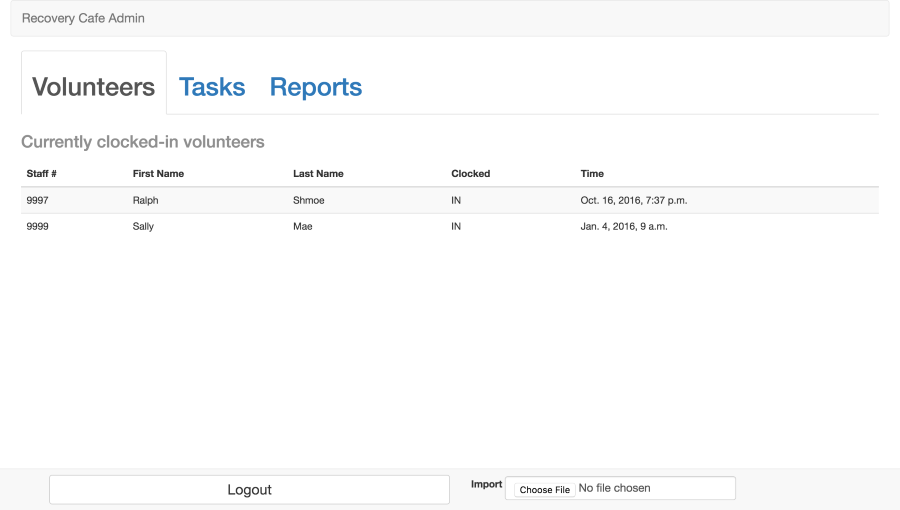 Recovery Cafe Admin
Volunteers Tasks Reports
Currently clocked-in volunteers
Staff # First Name Last Name Clocked Time
9997 Ralph Shmoe IN Oct. 16, 2016, 7:37 p.m.
9999 Sally Mae IN Jan. 4, 2016, 9 a.m.
Logout Import Choose File No file chosen